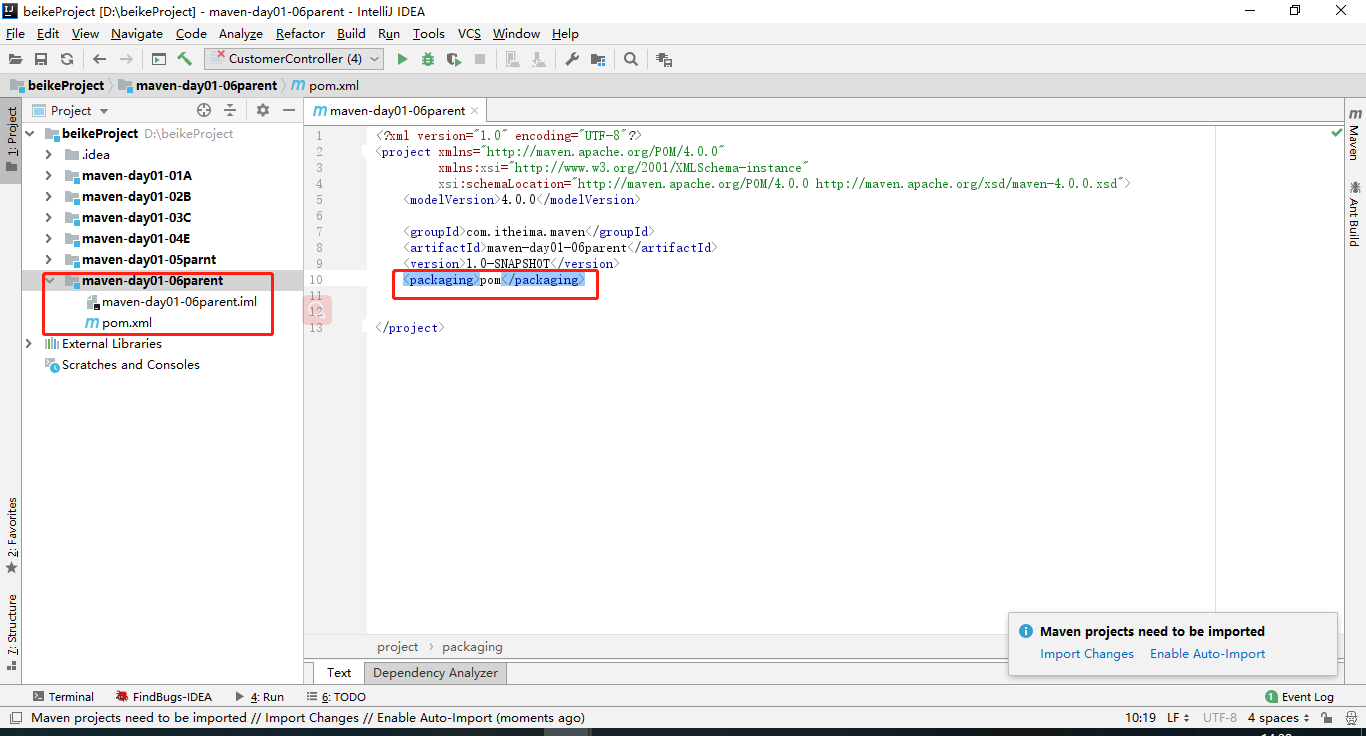 beikeProject [D:\beikeProject] - maven-day01-06parent - IntelliJ IDEA
File Edit View Navigate Code Analyze Refactor Build Run Tools VCS Window Help
CustomerController (4)
beikeProject maven-day01-06parent pom.xml
Project
maven-day01-06parent
1: Project
beikeProject D:\beikeProject
.idea
maven-day01-01A
maven-day01-02B
maven-day01-03C
maven-day01-04E
maven-day01-05parnt
maven-day01-06parent
maven-day01-06parent.iml
pom.xml
External Libraries
Scratches and Consoles
2: Favorites
7: Structure
1 <?xml version="1.0" encoding="UTF-8"?>
2 <project xmlns="http://maven.apache.org/POM/4.0.0"
3 xmlns:xsi="http://www.w3.org/2001/XMLSchema-instance"
4 xsi:schemaLocation="http://maven.apache.org/POM/4.0.0 http://maven.apache.org/xsd/maven-4.0.0.xsd">
5 <modelVersion>4.0.0</modelVersion>
6
7 <groupId>com.itheima.maven</groupId>
8 <artifactId>maven-day01-06parent</artifactId>
9 <version>1.0-SNAPSHOT</version>
10 <packaging>pom</packaging>
11
12
13 </project>
Maven
Ant Build
Maven projects need to be imported
Import Changes Enable Auto-Import
project packaging
Text Dependency Analyzer
Terminal FindBugs-IDEA 4: Run 6: TODO 1 Event Log
Maven projects need to be imported // Import Changes // Enable Auto-Import (moments ago) 10:19 LF UTF-8 4 spaces